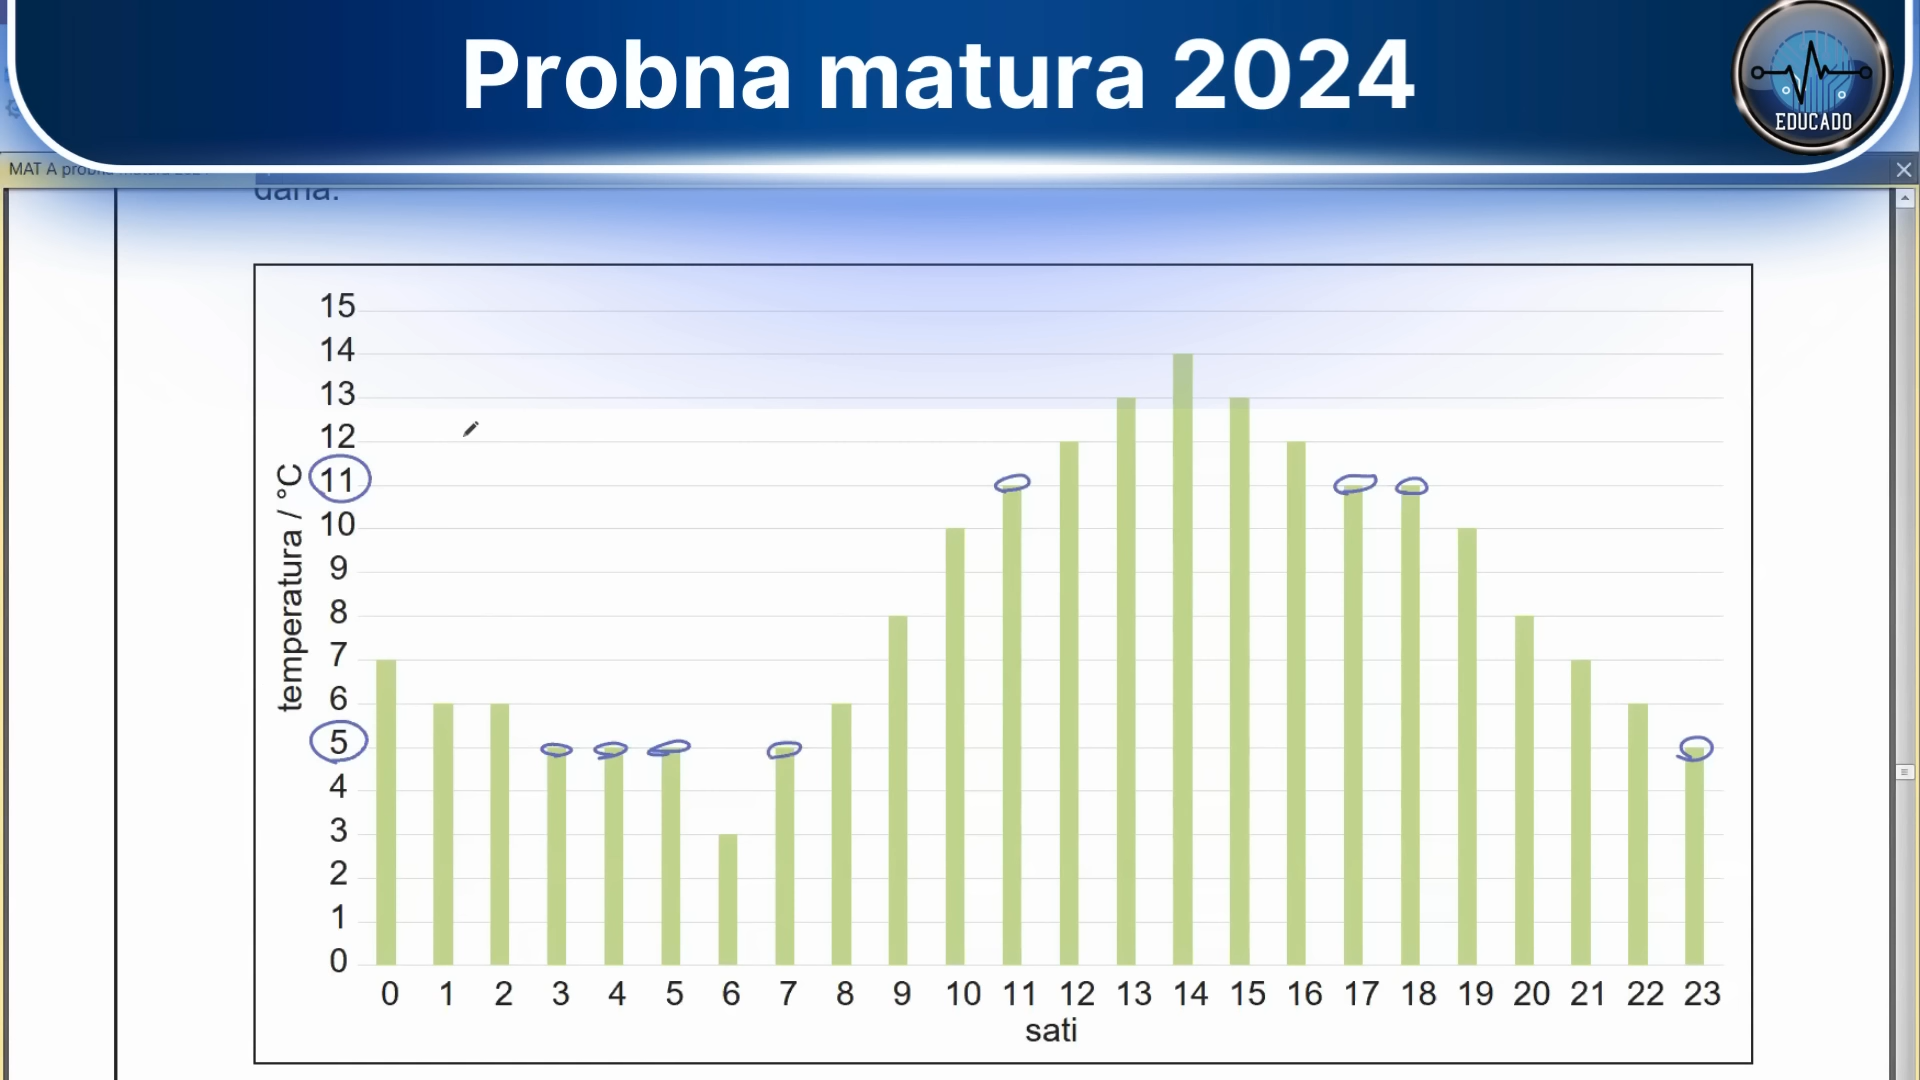 Probna matura 2024
EDUCADO
MAT A
dana.
15
14
13
12
11
10
9
8
7
6
5
4
3
2
1
0
temperatura / °C
0 1 2 3 4 5 6 7 8 9 10 11 12 13 14 15 16 17 18 19 20 21 22 23
sati